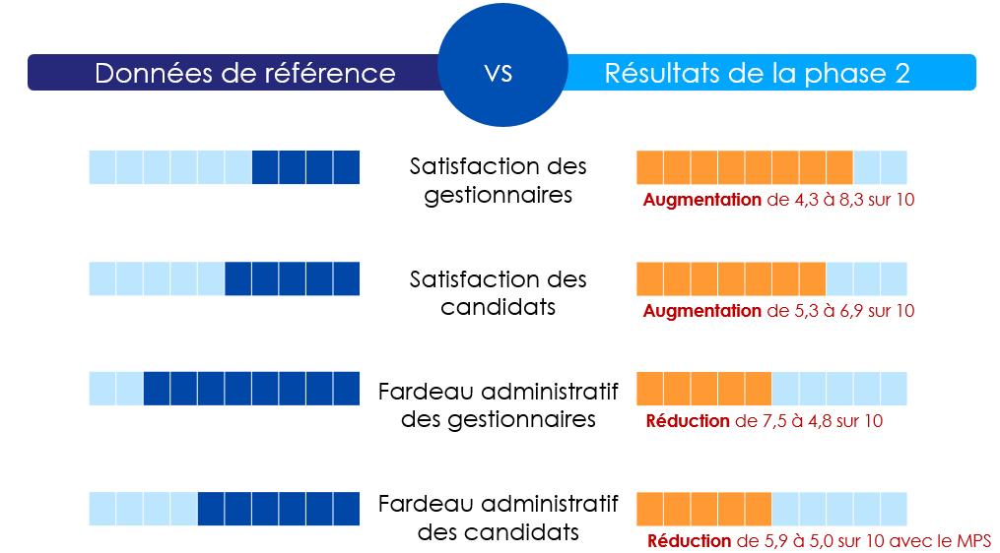 Données de référence
vs
Résultats de la phase 2
Satisfaction des
gestionnaires
Augmentation de 4,3 à 8,3 sur 10
Satisfaction des
candidats
Augmentation de 5,3 à 6,9 sur 10
Fardeau administratif
des gestionnaires
Réduction de 7,5 à 4,8 sur 10
Fardeau administratif
des candidats
Réduction de 5,9 à 5,0 sur 10 avec le MPS